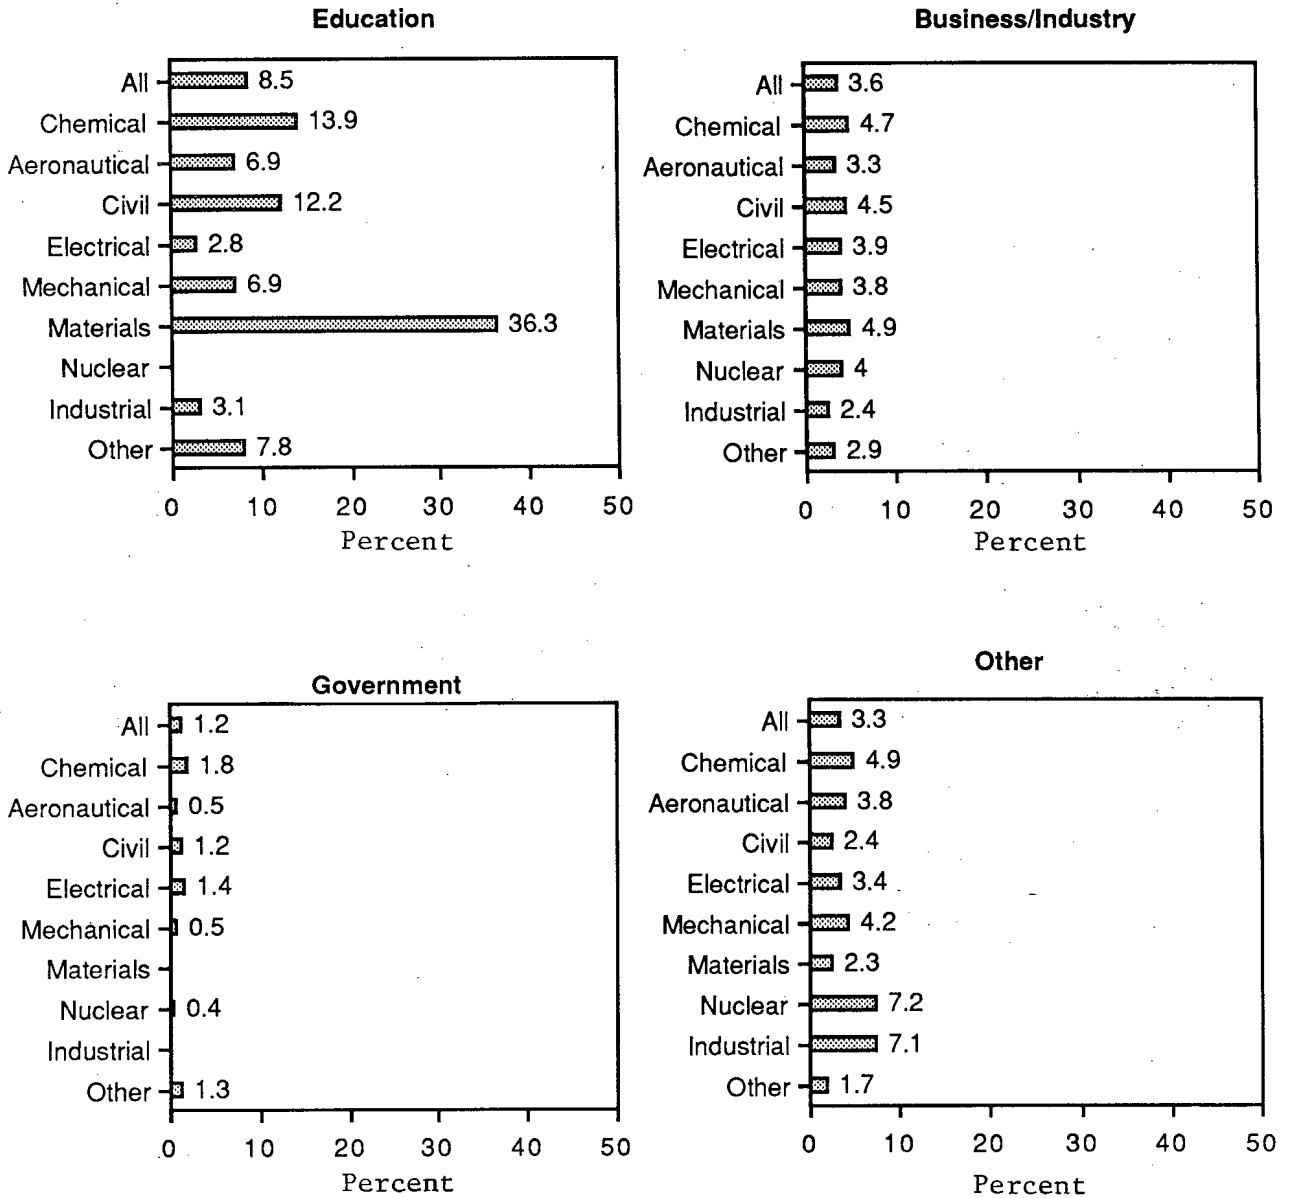 Education
All 8.5
Chemical 13.9
Aeronautical 6.9
Civil 12.2
Electrical 2.8
Mechanical 6.9
Materials 36.3
Nuclear
Industrial 3.1
Other 7.8
0 10 20 30 40 50
Percent
Business/Industry
All 3.6
Chemical 4.7
Aeronautical 3.3
Civil 4.5
Electrical 3.9
Mechanical 3.8
Materials 4.9
Nuclear 4
Industrial 2.4
Other 2.9
0 10 20 30 40 50
Percent
Government
All 1.2
Chemical 1.8
Aeronautical 0.5
Civil 1.2
Electrical 1.4
Mechanical 0.5
Materials
Nuclear 0.4
Industrial
Other 1.3
0 10 20 30 40 50
Percent
Other
All 3.3
Chemical 4.9
Aeronautical 3.8
Civil 2.4
Electrical 3.4
Mechanical 4.2
Materials 2.3
Nuclear 7.2
Industrial 7.1
Other 1.7
0 10 20 30 40 50
Percent